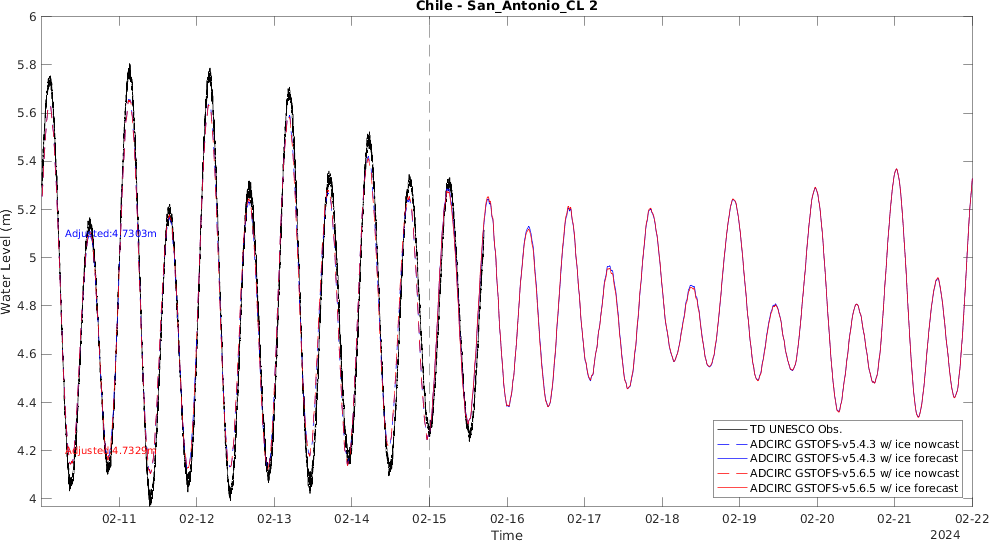 Chile - San_Antonio_CL 2
6
5.8
5.6
5.4
5.2
5
4.8
4.6
4.4
4.2
4
Water Level (m)
Adjusted:4.7303m
Adjusted:4.7329m
TD UNESCO Obs.
ADCIRC GSTOFS-v5.4.3 w/ ice nowcast
ADCIRC GSTOFS-v5.4.3 w/ ice forecast
ADCIRC GSTOFS-v5.6.5 w/ ice nowcast
ADCIRC GSTOFS-v5.6.5 w/ ice forecast
02-11 02-12 02-13 02-14 02-15 02-16 02-17 02-18 02-19 02-20 02-21 02-22
Time
2024